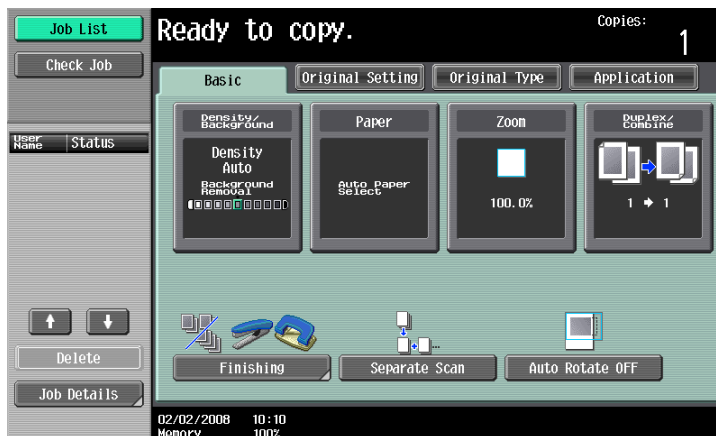 Job List
Check Job
User Name
Status
Delete
Job Details
Ready to copy.
Copies:
1
Basic
Original Setting
Original Type
Application
Density/
Background
Density
Auto
Background
Removal
Paper
Auto Paper
Select
Zoom
100.0%
Duplex/
Combine
1 → 1
Finishing
Separate Scan
Auto Rotate OFF
02/02/2008 10:10
Memory 100%